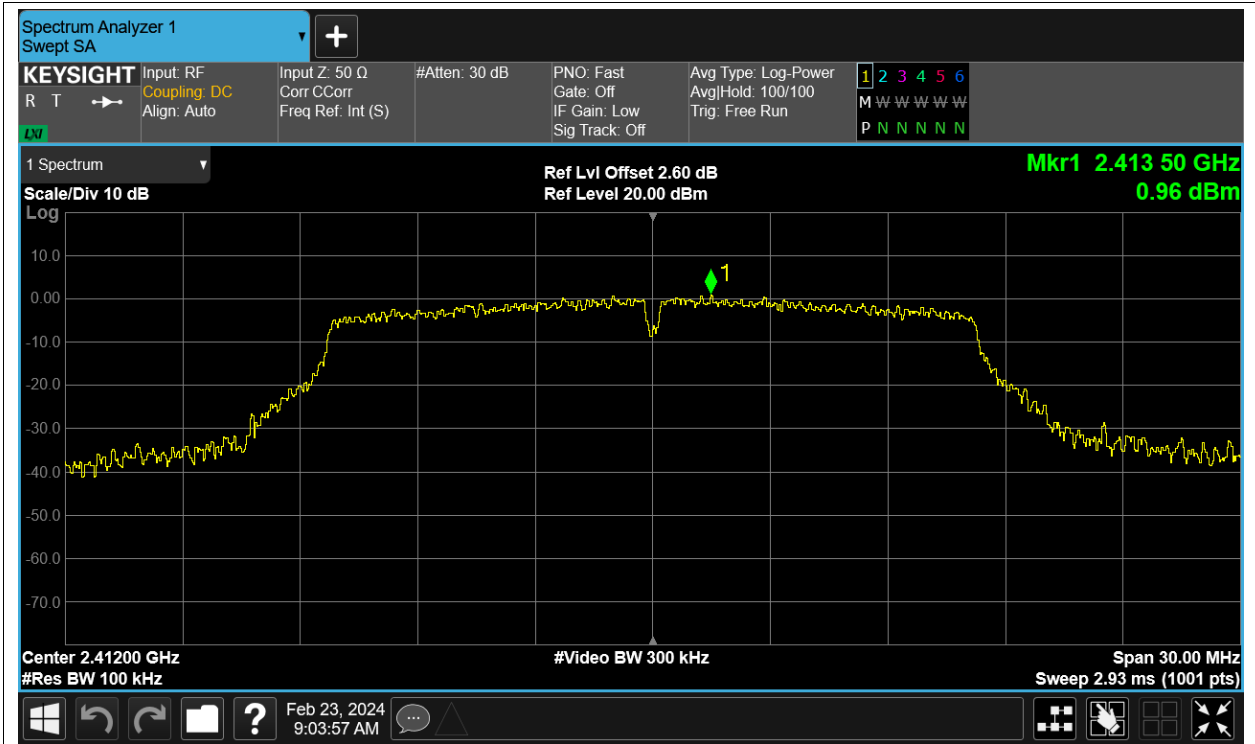 Spectrum Analyzer 1
Swept SA
KEYSIGHT
R T
LXI
Input: RF
Coupling: DC
Align: Auto
Input Z: 50 Ω
Corr CCorr
Freq Ref: Int (S)
#Atten: 30 dB
PNO: Fast
Gate: Off
IF Gain: Low
Sig Track: Off
Avg Type: Log-Power
Avg|Hold: 100/100
Trig: Free Run
1 2 3 4 5 6
M W W W W W
P N N N N N
1 Spectrum
Scale/Div 10 dB
Log
Ref Lvl Offset 2.60 dB
Ref Level 20.00 dBm
Mkr1 2.413 50 GHz
0.96 dBm
10.0
0.00
-10.0
-20.0
-30.0
-40.0
-50.0
-60.0
-70.0
1
Center 2.41200 GHz
#Video BW 300 kHz
Span 30.00 MHz
#Res BW 100 kHz
Sweep 2.93 ms (1001 pts)
?
Feb 23, 2024
9:03:57 AM